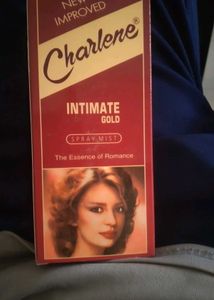 NEW
IMPROVED
Charlene®
INTIMATE
GOLD
SPRAY MIST
The Essence of Romance